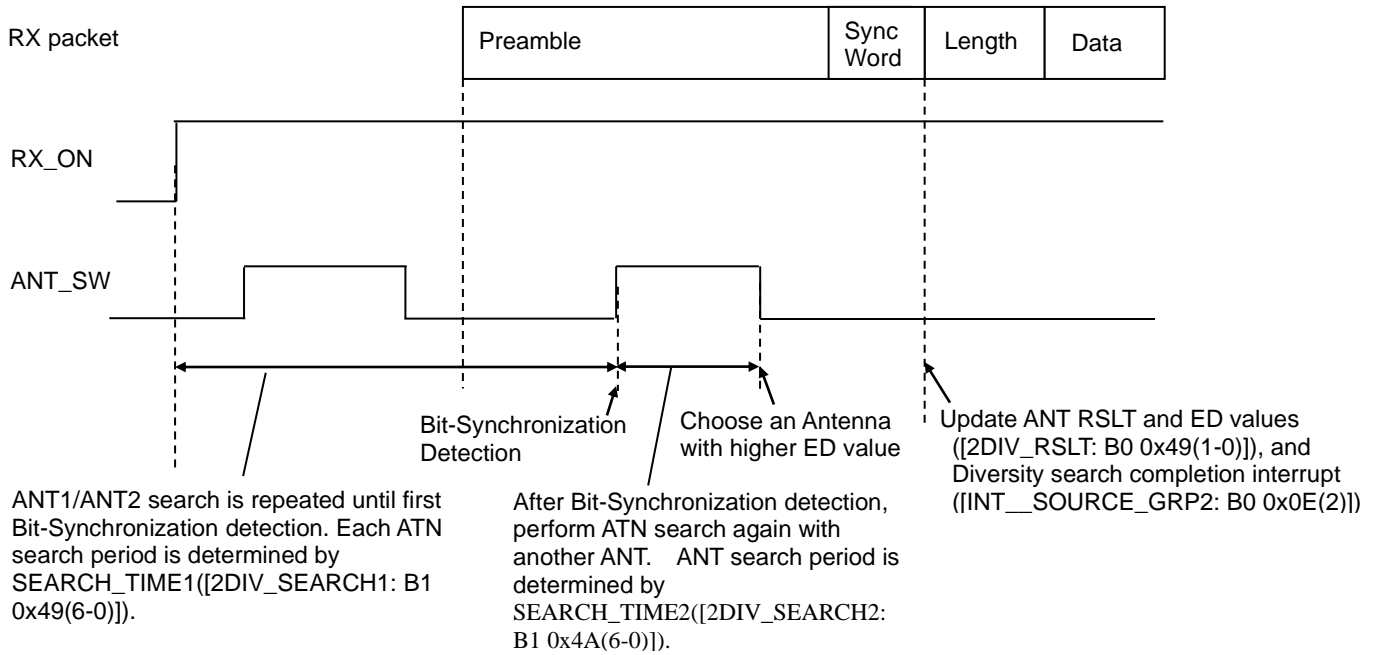 RX packet
Preamble
Sync
Word
Length
Data
RX_ON
ANT_SW
Bit-Synchronization
Detection
Choose an Antenna
with higher ED value
Update ANT RSLT and ED values
([2DIV_RSLT: B0 0x49(1-0)]), and
Diversity search completion interrupt
([INT__SOURCE_GRP2: B0 0x0E(2)])
ANT1/ANT2 search is repeated until first
Bit-Synchronization detection. Each ATN
search period is determined by
SEARCH_TIME1([2DIV_SEARCH1: B1
0x49(6-0)]).
After Bit-Synchronization detection,
perform ATN search again with
another ANT.    ANT search period is
determined by
SEARCH_TIME2([2DIV_SEARCH2:
B1 0x4A(6-0)]).